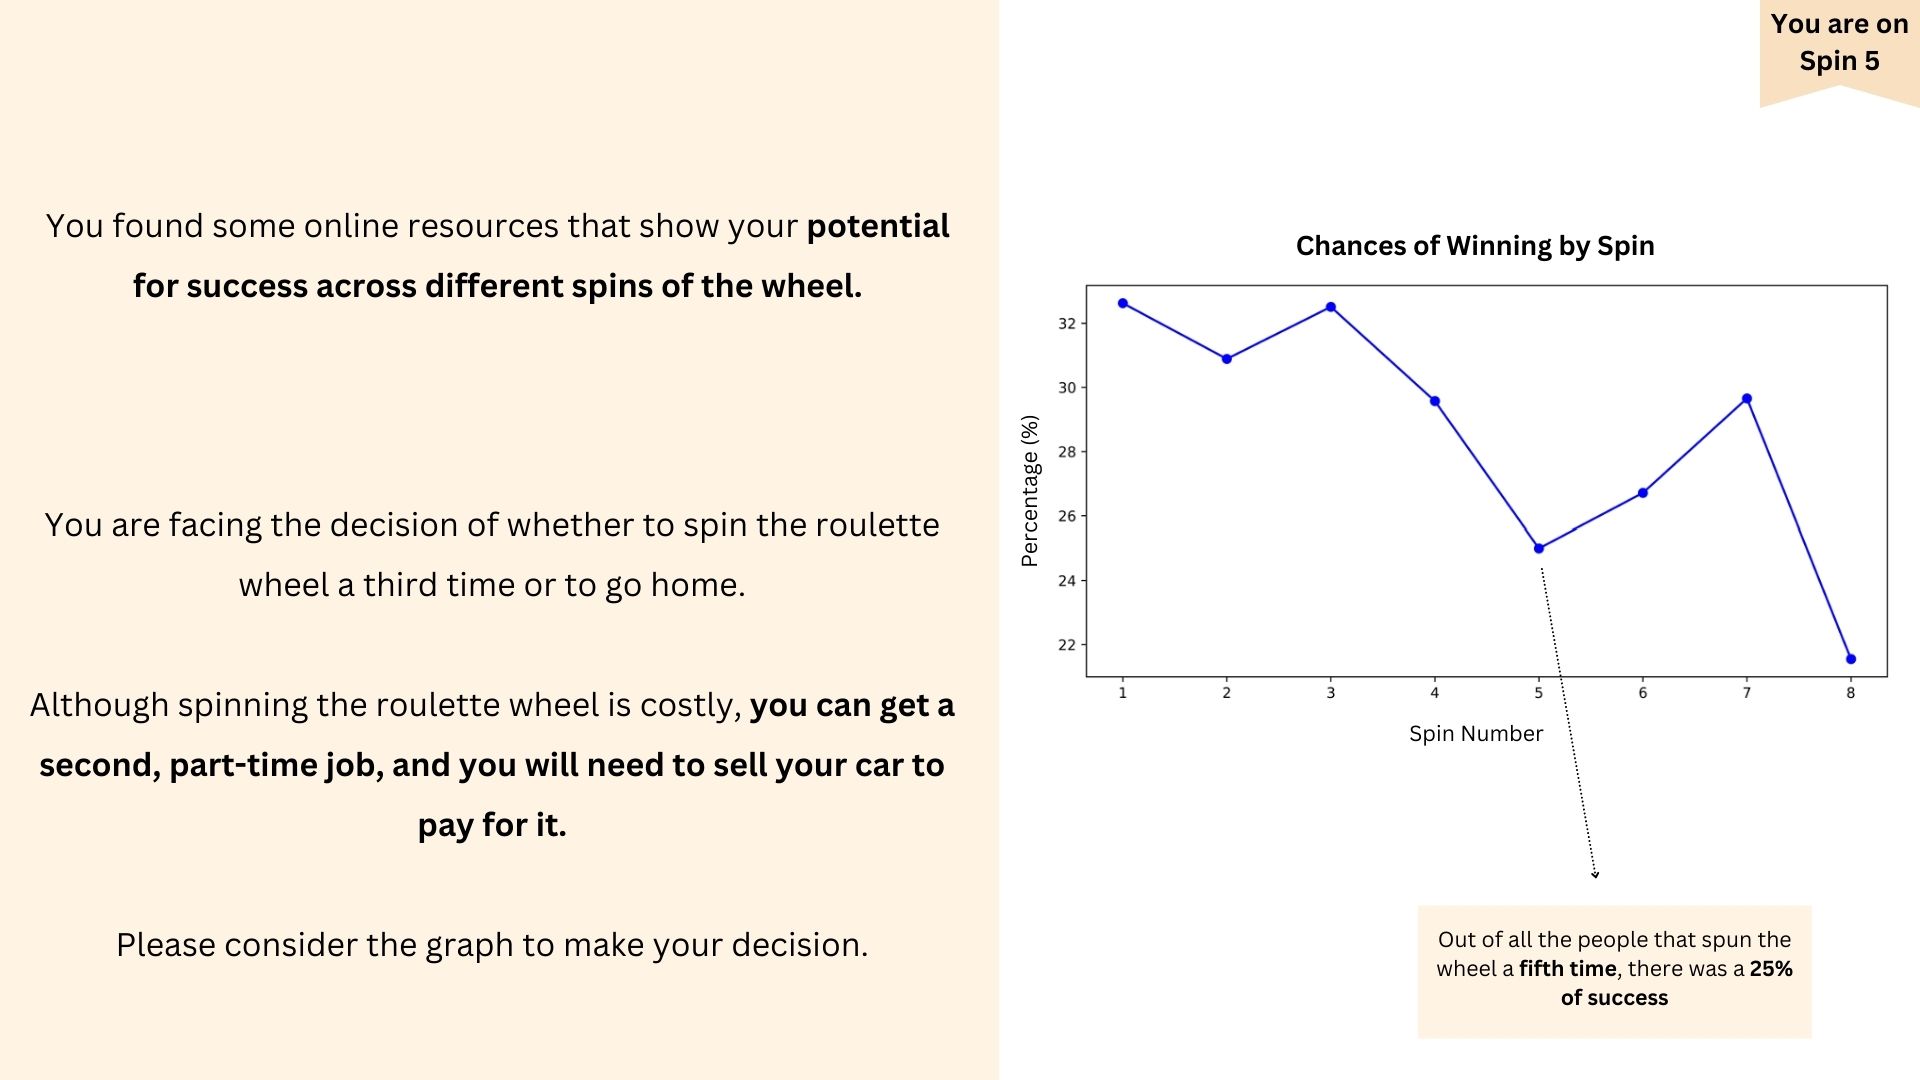 You are on
Spin 5
You found some online resources that show your potential
for success across different spins of the wheel.
You are facing the decision of whether to spin the roulette
wheel a third time or to go home.
Although spinning the roulette wheel is costly, you can get a
second, part-time job, and you will need to sell your car to
pay for it.
Please consider the graph to make your decision.
Chances of Winning by Spin
Percentage (%)
32
30
28
26
24
22
1 2 3 4 5 6 7 8
Spin Number
Out of all the people that spun the
wheel a fifth time, there was a 25%
of success